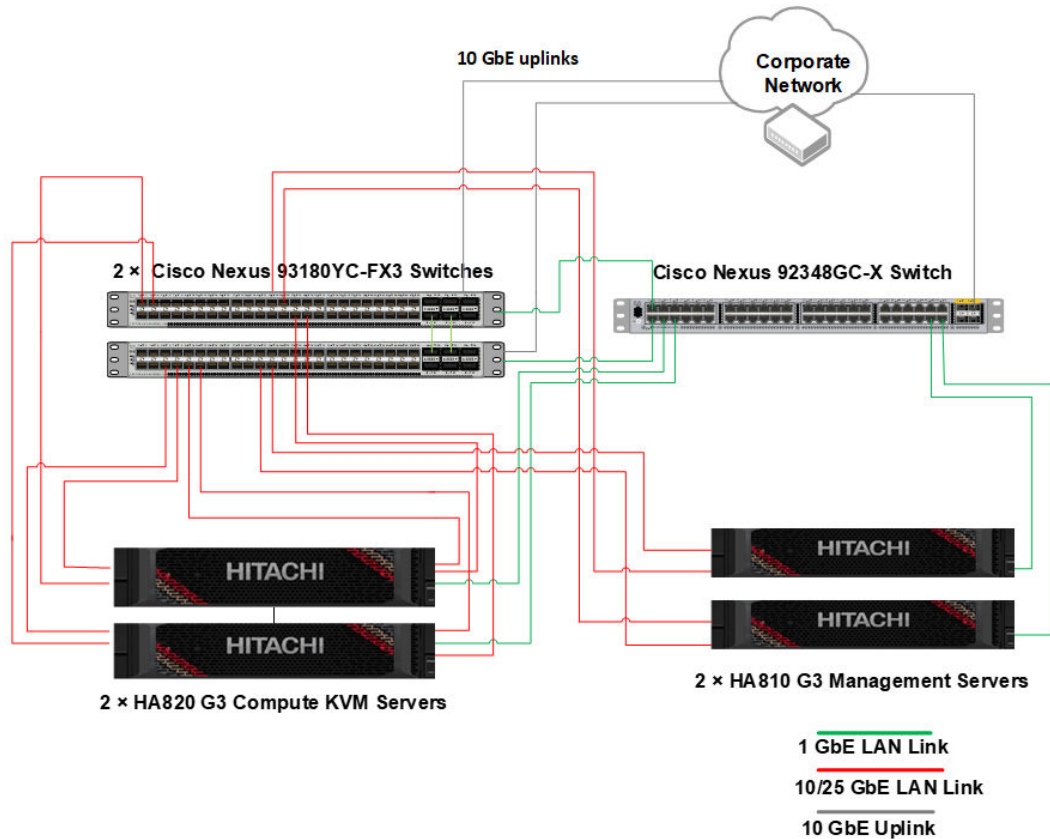 10 GbE uplinks
Corporate
Network
2 × Cisco Nexus 93180YC-FX3 Switches
Cisco Nexus 92348GC-X Switch
HITACHI
HITACHI
HITACHI
HITACHI
2 × HA820 G3 Compute KVM Servers
2 × HA810 G3 Management Servers
1 GbE LAN Link
10/25 GbE LAN Link
10 GbE Uplink